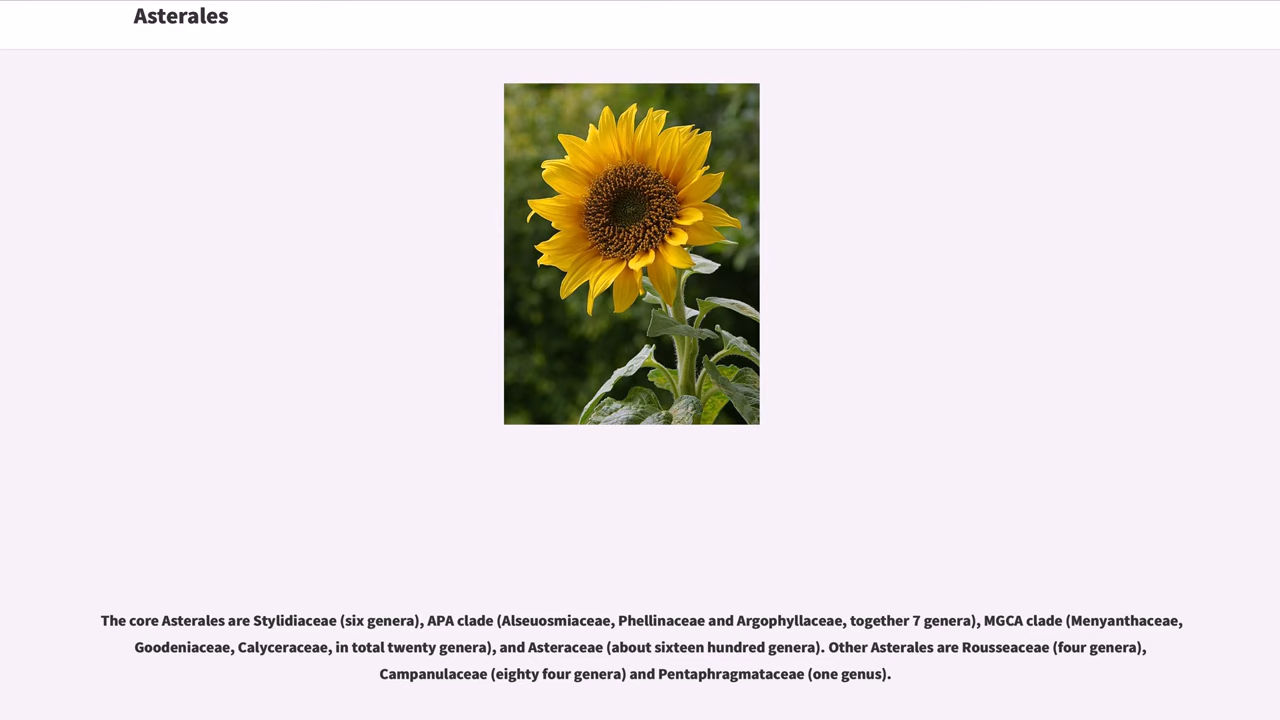 Asterales
The core Asterales are Stylidiaceae (six genera), APA clade (Alseuosmiaceae, Phellinaceae and Argophyllaceae, together 7 genera), MGCA clade (Menyanthaceae,
Goodeniaceae, Calyceraceae, in total twenty genera), and Asteraceae (about sixteen hundred genera). Other Asterales are Rousseaceae (four genera),
Campanulaceae (eighty four genera) and Pentaphragmataceae (one genus).